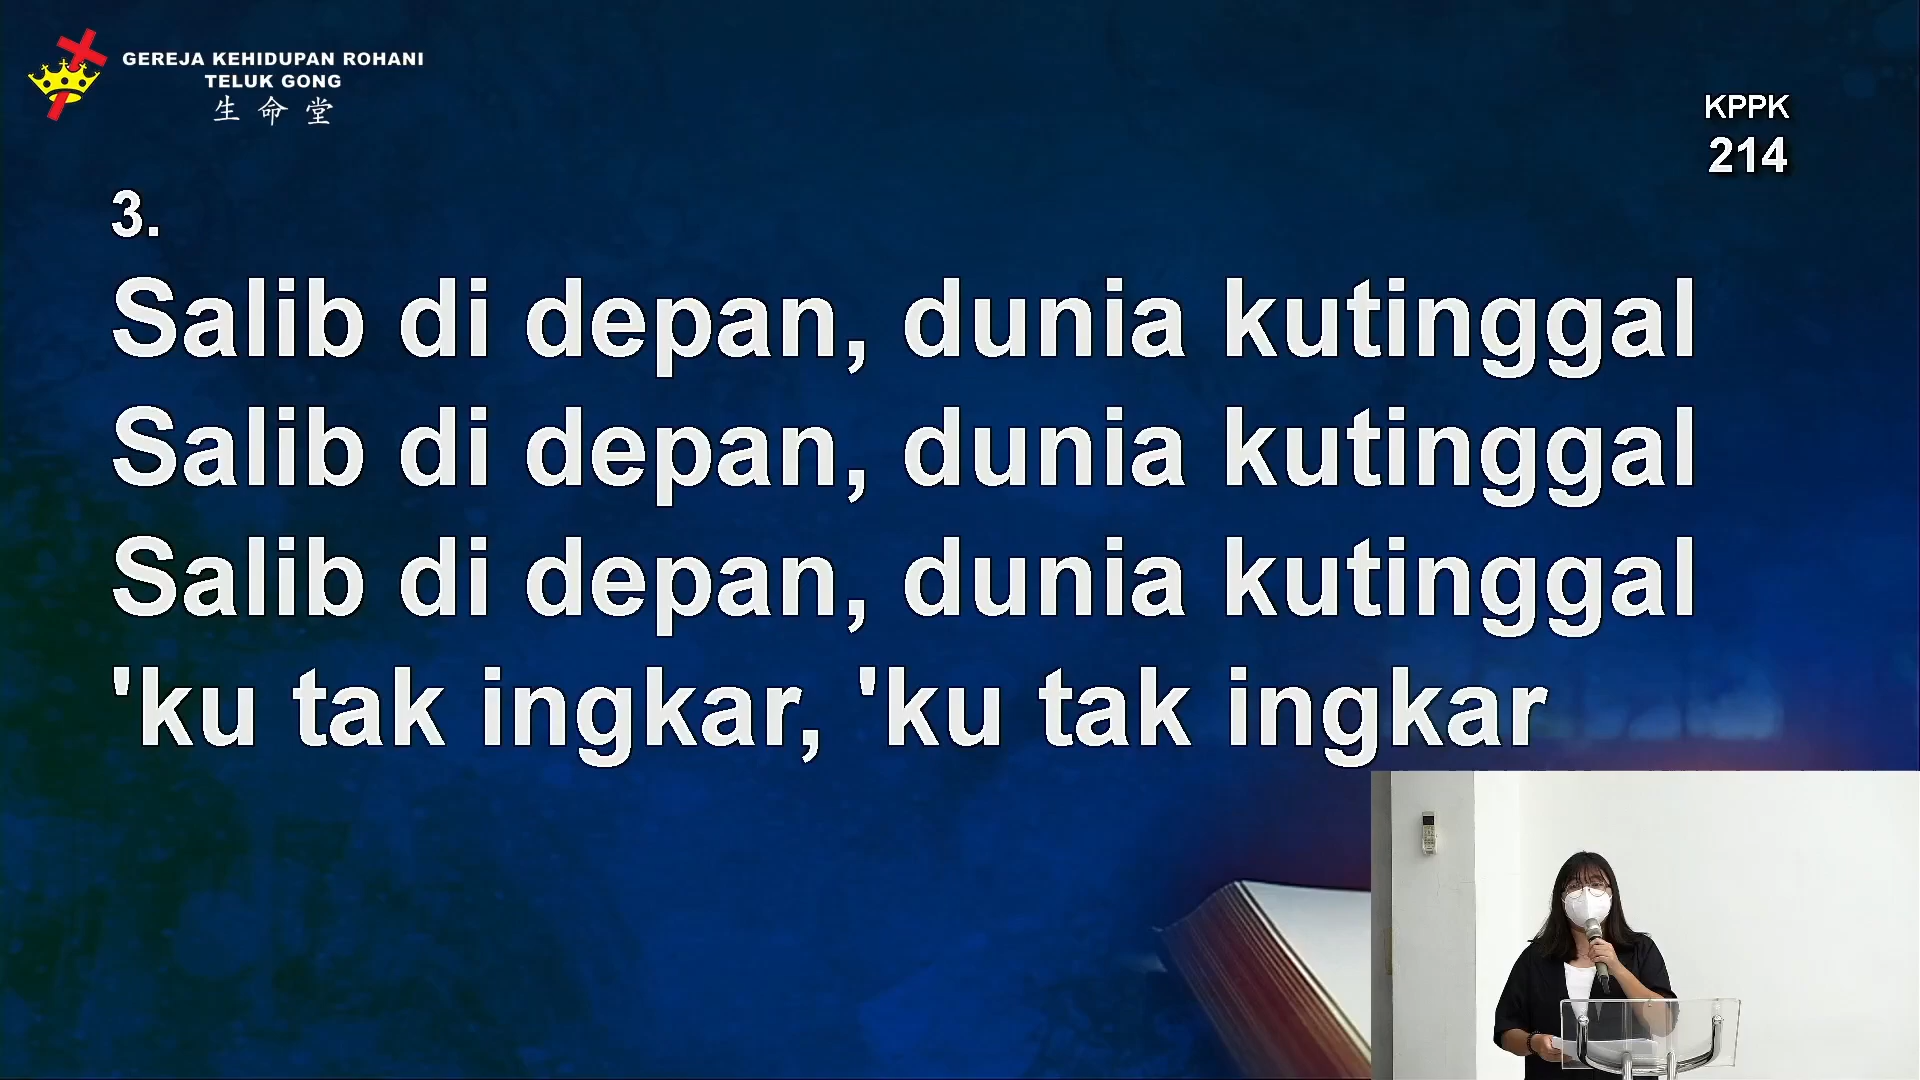 GEREJA KEHIDUPAN ROHANI
TELUK GONG
生命堂
KPPK
214
3.
Salib di depan, dunia kutinggal
Salib di depan, dunia kutinggal
Salib di depan, dunia kutinggal
'ku tak ingkar, 'ku tak ingkar